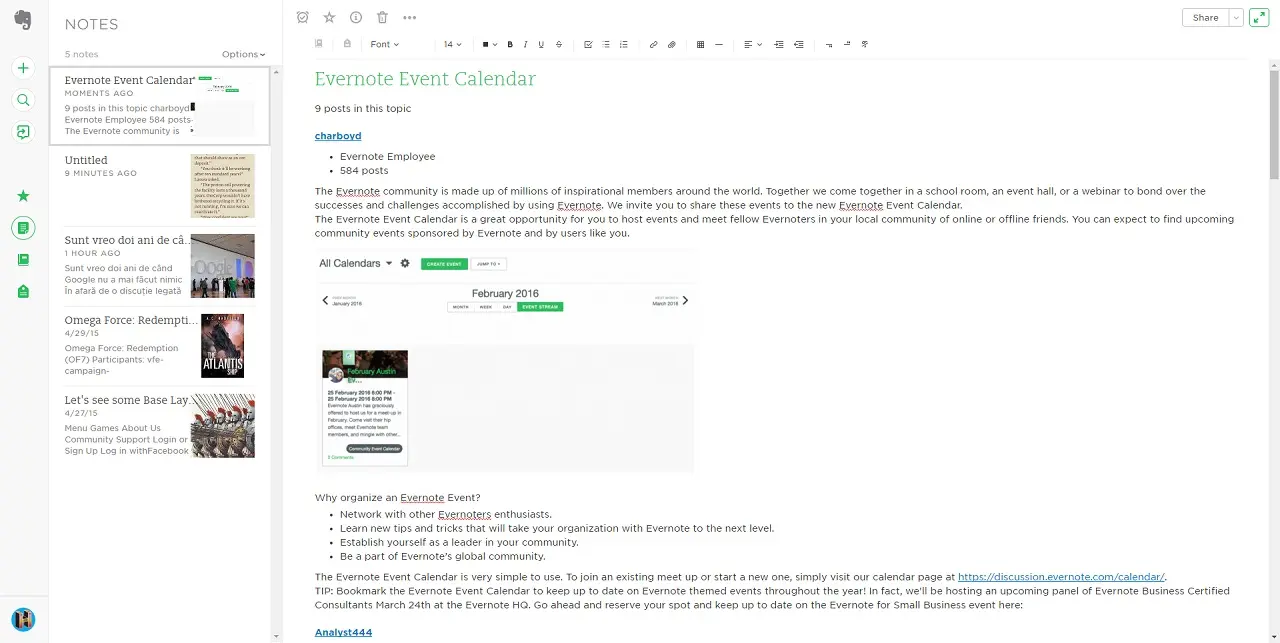 NOTES
5 notes
Options
Evernote Event Calendar
MOMENTS AGO
9 posts in this topic charboyd
Evernote Employee 584 posts
The Evernote community is
Untitled
9 MINUTES AGO
that should share as an own
deposit."
Sunt vreo doi ani de câ...
1 HOUR AGO
Sunt vreo doi ani de când
Google nu a mai făcut nimic
în afară de o discuție legată
Omega Force: Redempti...
4/29/15
Omega Force: Redemption
(OF7) Participants: vfe-
campaign-
THE
ATLANTIS
SHIP
Let's see some Base Lay...
4/27/15
Menu Games About Us
Community Support Login or
Sign Up Log in withFacebook
Share
Font
14
B I U S
Evernote Event Calendar
9 posts in this topic
charboyd
Evernote Employee
584 posts
The Evernote community is made up of millions of inspirational members around the world. Together we come together in a school room, an event hall, or a webinar to bond over the
successes and challenges accomplished by using Evernote. We invite you to share these events to the new Evernote Event Calendar.
The Evernote Event Calendar is a great opportunity for you to host events and meet fellow Evernoters in your local community of online or offline friends. You can expect to find upcoming
community events sponsored by Evernote and by users like you.
All Calendars
CREATE EVENT
JUMP TO
February 2016
January 2016
March 2016
MONTH WEEK DAY EVENT STREAM
February Austin
Ev...
25 February 2016 6:00 PM -
25 February 2016 8:00 PM
Evernote Austin has graciously
offered to host us for a meet-up in
February. Come visit their hip
offices, meet Evernote team
members, and mingle with other...
Community Event Calendar
0 Comments
Why organize an Evernote Event?
Network with other Evernoters enthusiasts.
Learn new tips and tricks that will take your organization with Evernote to the next level.
Establish yourself as a leader in your community.
Be a part of Evernote's global community.
The Evernote Event Calendar is very simple to use. To join an existing meet up or start a new one, simply visit our calendar page at https://discussion.evernote.com/calendar/.
TIP: Bookmark the Evernote Event Calendar to keep up to date on Evernote themed events throughout the year! In fact, we'll be hosting an upcoming panel of Evernote Business Certified
Consultants March 24th at the Evernote HQ. Go ahead and reserve your spot and keep up to date on the Evernote for Small Business event here:
Analyst444